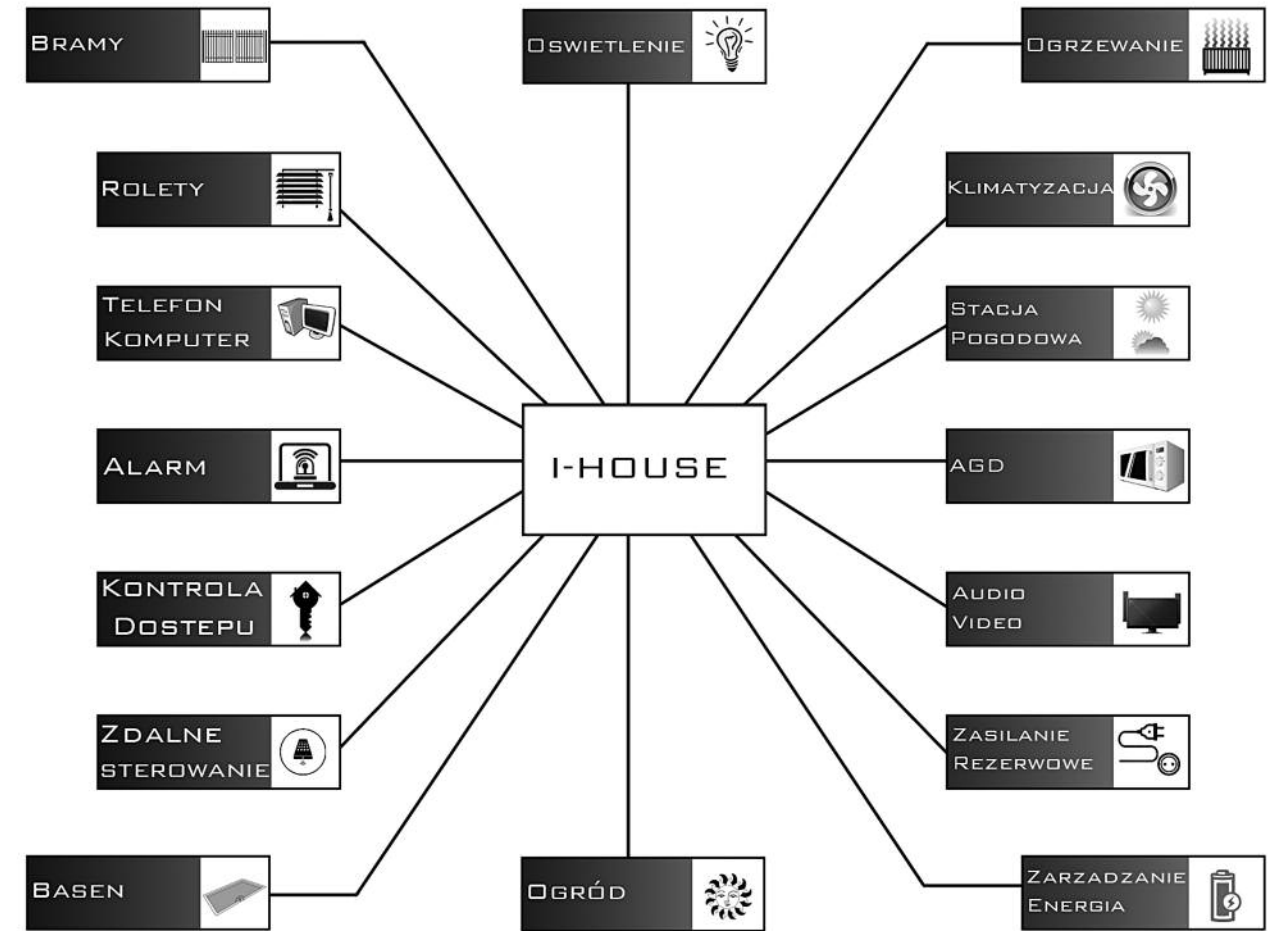 BRAMY
OSWIETLENIE
OGRZEWANIE
ROLETY
KLIMATYZACJA
TELEFON
KOMPUTER
STACJA
POGODOWA
ALARM
I-HOUSE
AGD
KONTROLA
DOSTEPU
AUDIO
VIDEO
ZDALNE
STEROWANIE
ZASILANIE
REZERWOWE
BASEN
OGRÓD
ZARZADZANIE
ENERGIA